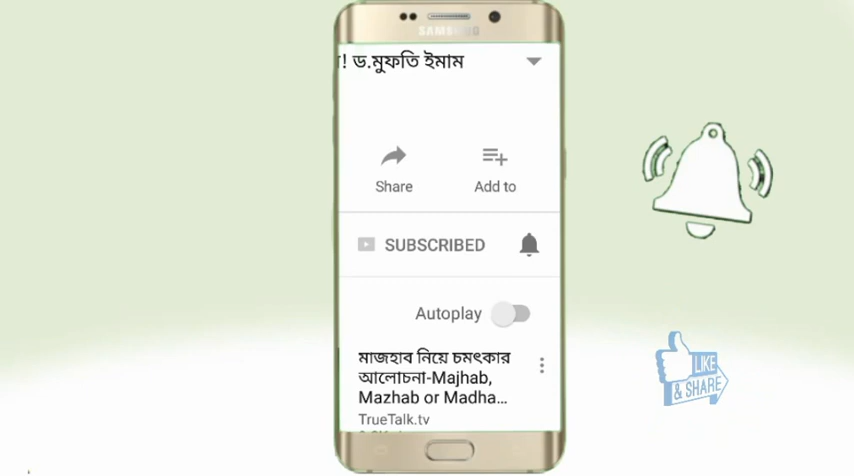 SAMSUNG
! ড.মুফতি ইমাম
Share
Add to
SUBSCRIBED
Autoplay
মাজহাব নিয়ে চমৎকার
আলোচনা-Majhab,
Mazhab or Madha...
TrueTalk.tv
LIKE
& SHARE